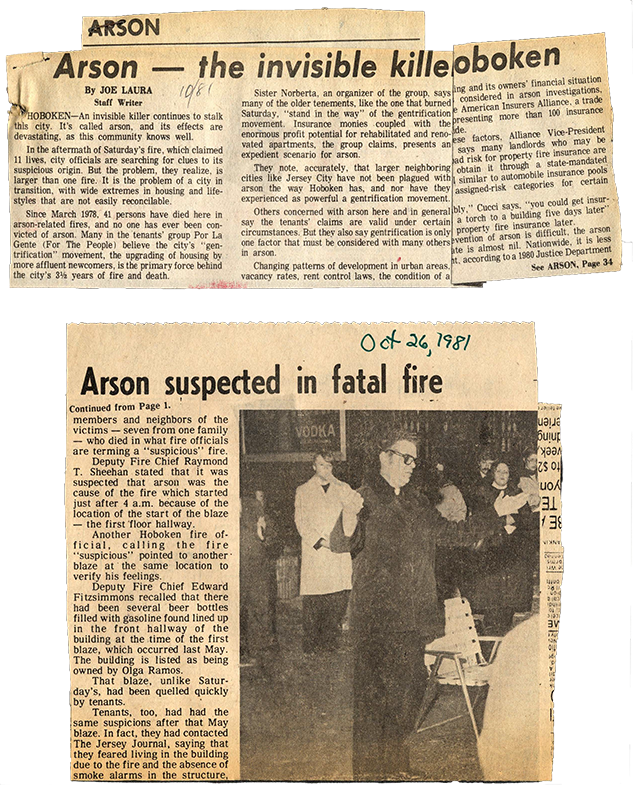 ARSON
Arson — the invisible kille oboken
By JOE LAURA
Staff Writer
10/81
HOBOKEN—An invisible killer continues to stalk
this city. It's called arson, and its effects are
devastating, as this community knows well.
In the aftermath of Saturday's fire, which claimed
11 lives, city officials are searching for clues to its
suspicious origin. But the problem, they realize, is
larger than one fire. It is the problem of a city in
transition, with wide extremes in housing and life-
styles that are not easily reconcilable.
Since March 1978, 41 persons have died here in
arson-related fires, and no one has ever been con-
victed of arson. Many in the tenants' group Por La
Gente (For The People) believe the city's "gen-
trification" movement, the upgrading of housing by
more affluent newcomers, is the primary force behind
the city's 3½ years of fire and death.
Sister Norberta, an organizer of the group, says
many of the older tenements, like the one that burned
Saturday, "stand in the way" of the gentrification
movement. Insurance monies coupled with the
enormous profit potential for rehabilitated and reno-
vated apartments, the group claims, presents an
expedient scenario for arson.
They note, accurately, that larger neighboring
cities like Jersey City have not been plagued with
arson the way Hoboken has, and nor have they
experienced as powerful a gentrification movement.
Others concerned with arson here and in general
say the tenants' claims are valid under certain
circumstances. But they also say gentrification is only
one factor that must be considered with many others
in arson.
Changing patterns of development in urban areas,
vacancy rates, rent control laws, the condition of a
ing and its owners' financial situation
considered in arson investigations,
e American Insurers Alliance, a trade
presenting more than 100 insurance
ide.
ese factors, Alliance Vice-President
says many landlords who may be
ad risk for property fire insurance are
obtain it through a state-mandated
similar to automobile insurance pools
assigned-risk categories for certain
bly," Cucci says, "you could get insur-
a torch to a building five days later"
property fire insurance later.
vention of arson is difficult, the arson
ate is almost nil. Nationwide, it is less
t, according to a 1980 Justice Department
See ARSON, Page 34
Oct 26, 1981
Arson suspected in fatal fire
Continued from Page 1.
members and neighbors of the
victims — seven from one family
— who died in what fire officials
are terming a "suspicious" fire.
Deputy Fire Chief Raymond
T. Sheehan stated that it was
suspected that arson was the
cause of the fire which started
just after 4 a.m. because of the
location of the start of the blaze
— the first floor hallway.
Another Hoboken fire of-
ficial, calling the fire
"suspicious" pointed to another
blaze at the same location to
verify his feelings.
Deputy Fire Chief Edward
Fitzsimmons recalled that there
had been several beer bottles
filled with gasoline found lined up
in the front hallway of the
building at the time of the first
blaze, which occurred last May.
The building is listed as being
owned by Olga Ramos.
That blaze, unlike Satur-
day's, had been quelled quickly
by tenants.
Tenants, too, had had the
same suspicions after that May
blaze. In fact, they had contacted
The Jersey Journal, saying that
they feared living in the building
due to the fire and the absence of
smoke alarms in the structure,
VODKA